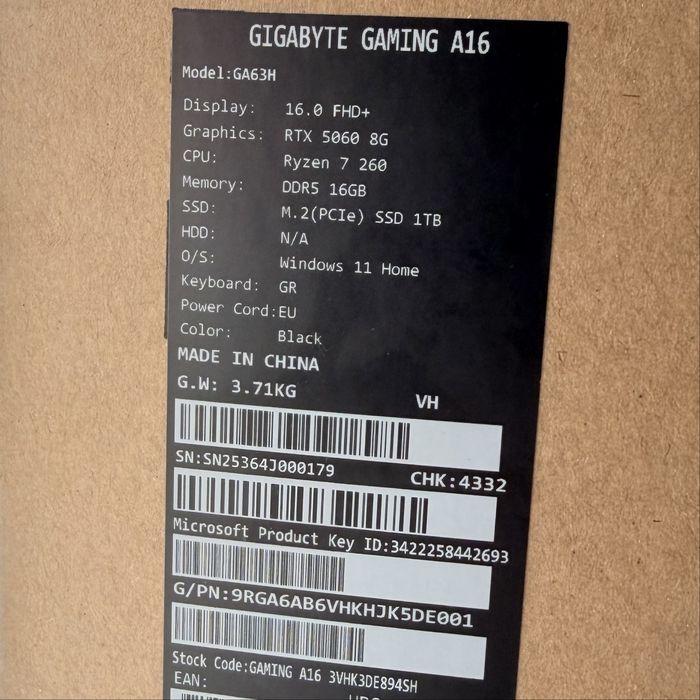 GIGABYTE GAMING A16
Model:GA63H
Display: 16.0 FHD+
Graphics: RTX 5060 8G
CPU: Ryzen 7 260
Memory: DDR5 16GB
SSD: M.2(PCIe) SSD 1TB
HDD: N/A
O/S: Windows 11 Home
Keyboard: GR
Power Cord:EU
Color: Black
MADE IN CHINA
G.W: 3.71KG VH
SN:SN25364J000179 CHK:4332
Microsoft Product Key ID:3422258442693
G/PN:9RGA6AB6VHKHJK5DE001
Stock Code:GAMING A16 3VHK3DE894SH
EAN: